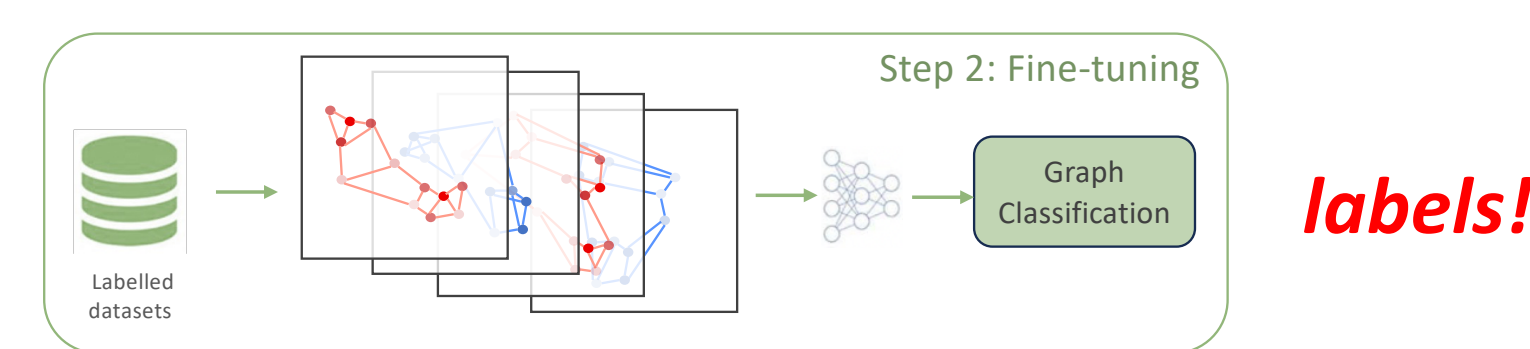 Step 2: Fine-tuning
Labelled
datasets
Graph
Classification
labels!